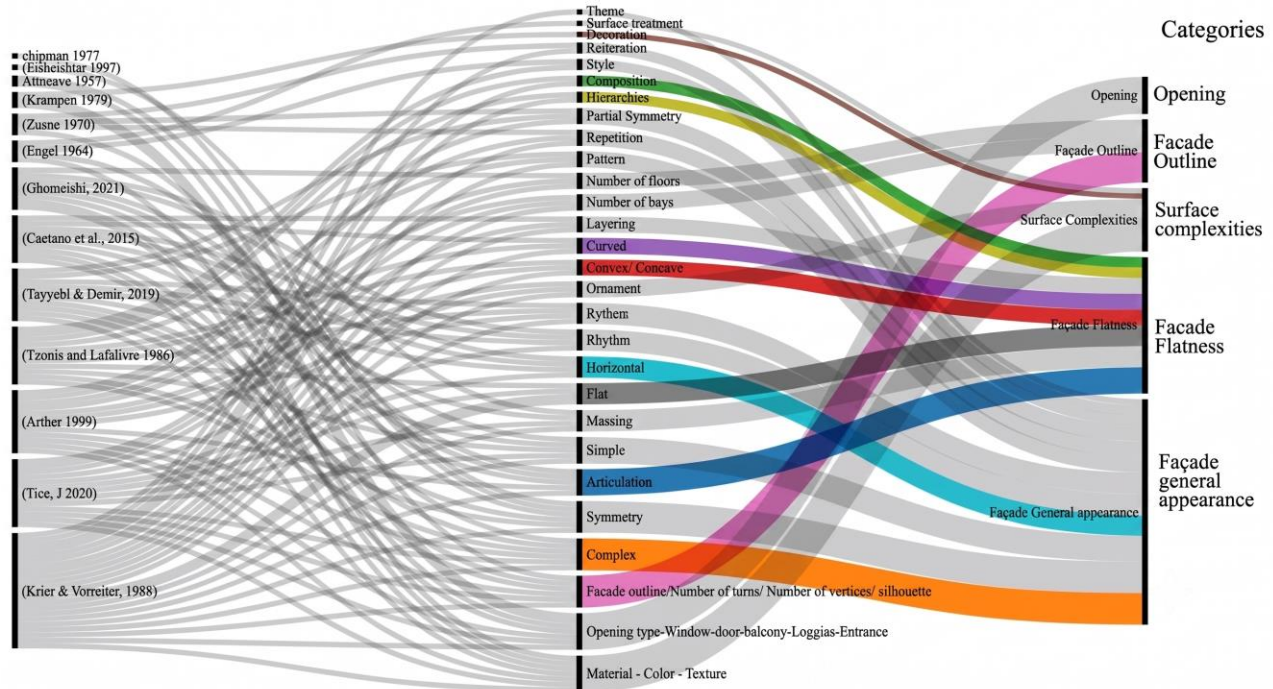 chipman 1977
(Eisheishtar 1997)
Attneave 1957)
(Krampen 1979)
(Zusne 1970)
(Engel 1964)
(Ghomeishi, 2021)
(Caetano et al., 2015)
(Tayyebl & Demir, 2019)
(Tzonis and Lafalivre 1986)
(Arther 1999)
(Tice, J 2020)
(Krier & Vorreiter, 1988)
Theme
Surface treatment
Decoration
Reiteration
Style
Composition
Hierarchies
Partial Symmetry
Repetition
Pattern
Number of floors
Number of bays
Layering
Curved
Convex/ Concave
Ornament
Rythem
Rhythm
Horizontal
Flat
Massing
Simple
Articulation
Symmetry
Complex
Facade outline/Number of turns/ Number of vertices/ silhouette
Opening type-Window-door-balcony-Loggias-Entrance
Material - Color - Texture
Opening
Façade Outline
Surface Complexities
Façade Flatness
Façade General appearance
Categories
Opening
Facade
Outline
Surface
complexities
Facade
Flatness
Façade
general
appearance